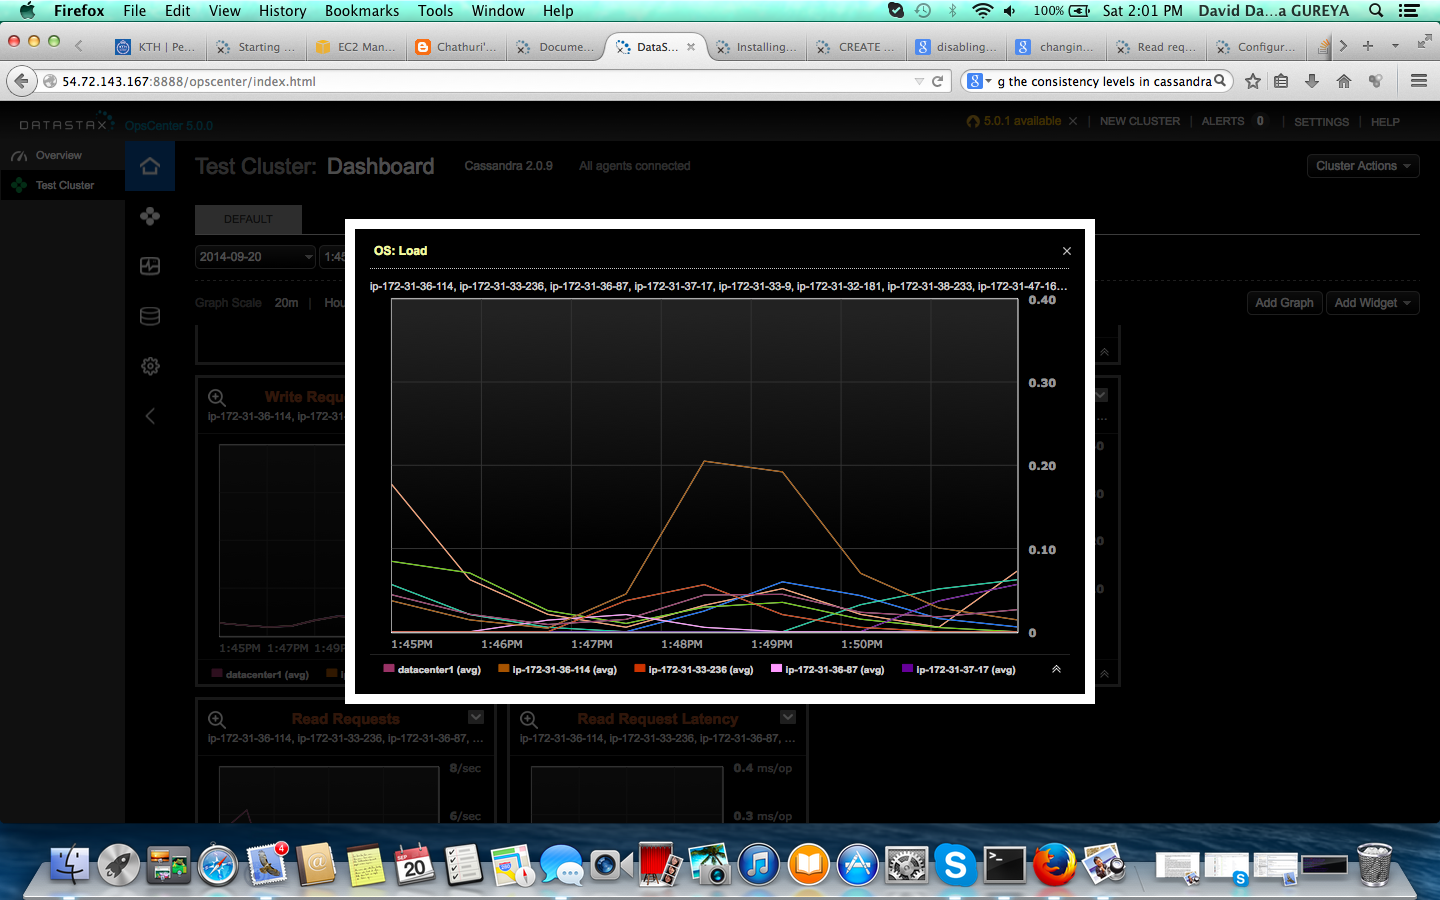 Firefox File Edit View History Bookmarks Tools Window Help 100% Sat 2:01 PM David Da...a GUREYA
KTH | Pe... Starting ... EC2 Man... Chathuri'... Docume... DataS... Installing... CREATE ... disabling... changin... Read req... Configur...
54.72.143.167:8888/opscenter/index.html g the consistency levels in cassandra
DATASTAX OpsCenter 5.0.0 5.0.1 available NEW CLUSTER ALERTS 0 SETTINGS HELP
Overview
Test Cluster
Test Cluster: Dashboard Cassandra 2.0.9 All agents connected Cluster Actions
DEFAULT
2014-09-20 1:45
Graph Scale 20m Hou Add Graph Add Widget
OS: Load
ip-172-31-36-114, ip-172-31-33-236, ip-172-31-36-87, ip-172-31-37-17, ip-172-31-33-9, ip-172-31-32-181, ip-172-31-38-233, ip-172-31-47-16...
0.40
0.30
0.20
0.10
0
1:45PM 1:46PM 1:47PM 1:48PM 1:49PM 1:50PM
datacenter1 (avg) ip-172-31-36-114 (avg) ip-172-31-33-236 (avg) ip-172-31-36-87 (avg) ip-172-31-37-17 (avg)
Write Requ
ip-172-31-36-114, ip-172-31
1:45PM 1:47PM 1:49P
datacenter1 (avg)
Read Requests
ip-172-31-36-114, ip-172-31-33-236, ip-172-31-36-87, ...
8/sec
6/sec
Read Request Latency
ip-172-31-36-114, ip-172-31-33-236, ip-172-31-36-87, ...
0.4 ms/op
0.3 ms/op
4
SEP
20